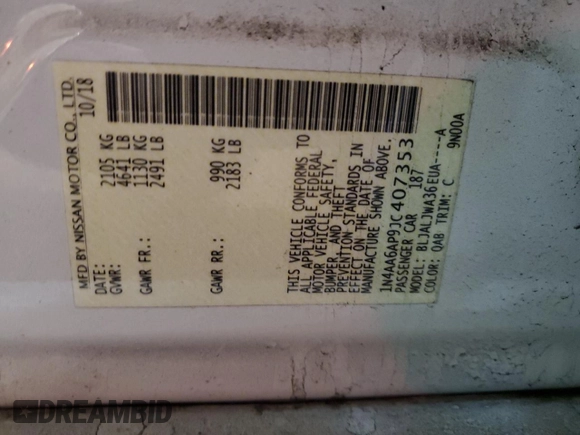 MFD BY NISSAN MOTOR CO., LTD.
10/18
GVWR: 2105 KG
4641 LB
GAWR FR.: 1130 KG
2491 LB
GAWR RR.: 990 KG
2183 LB
THIS VEHICLE CONFORMS TO
ALL APPLICABLE FEDERAL
MOTOR VEHICLE SAFETY,
BUMPER, AND THEFT
PREVENTION STANDARDS IN
EFFECT ON THE DATE OF
MANUFACTURE SHOWN ABOVE.
1N4AA6AP9JC407353
PASSENGER CAR 187
MODEL: BLJALJWA36EUA----A
COLOR: QAB TRIM: C 9N00A
DREAMBID